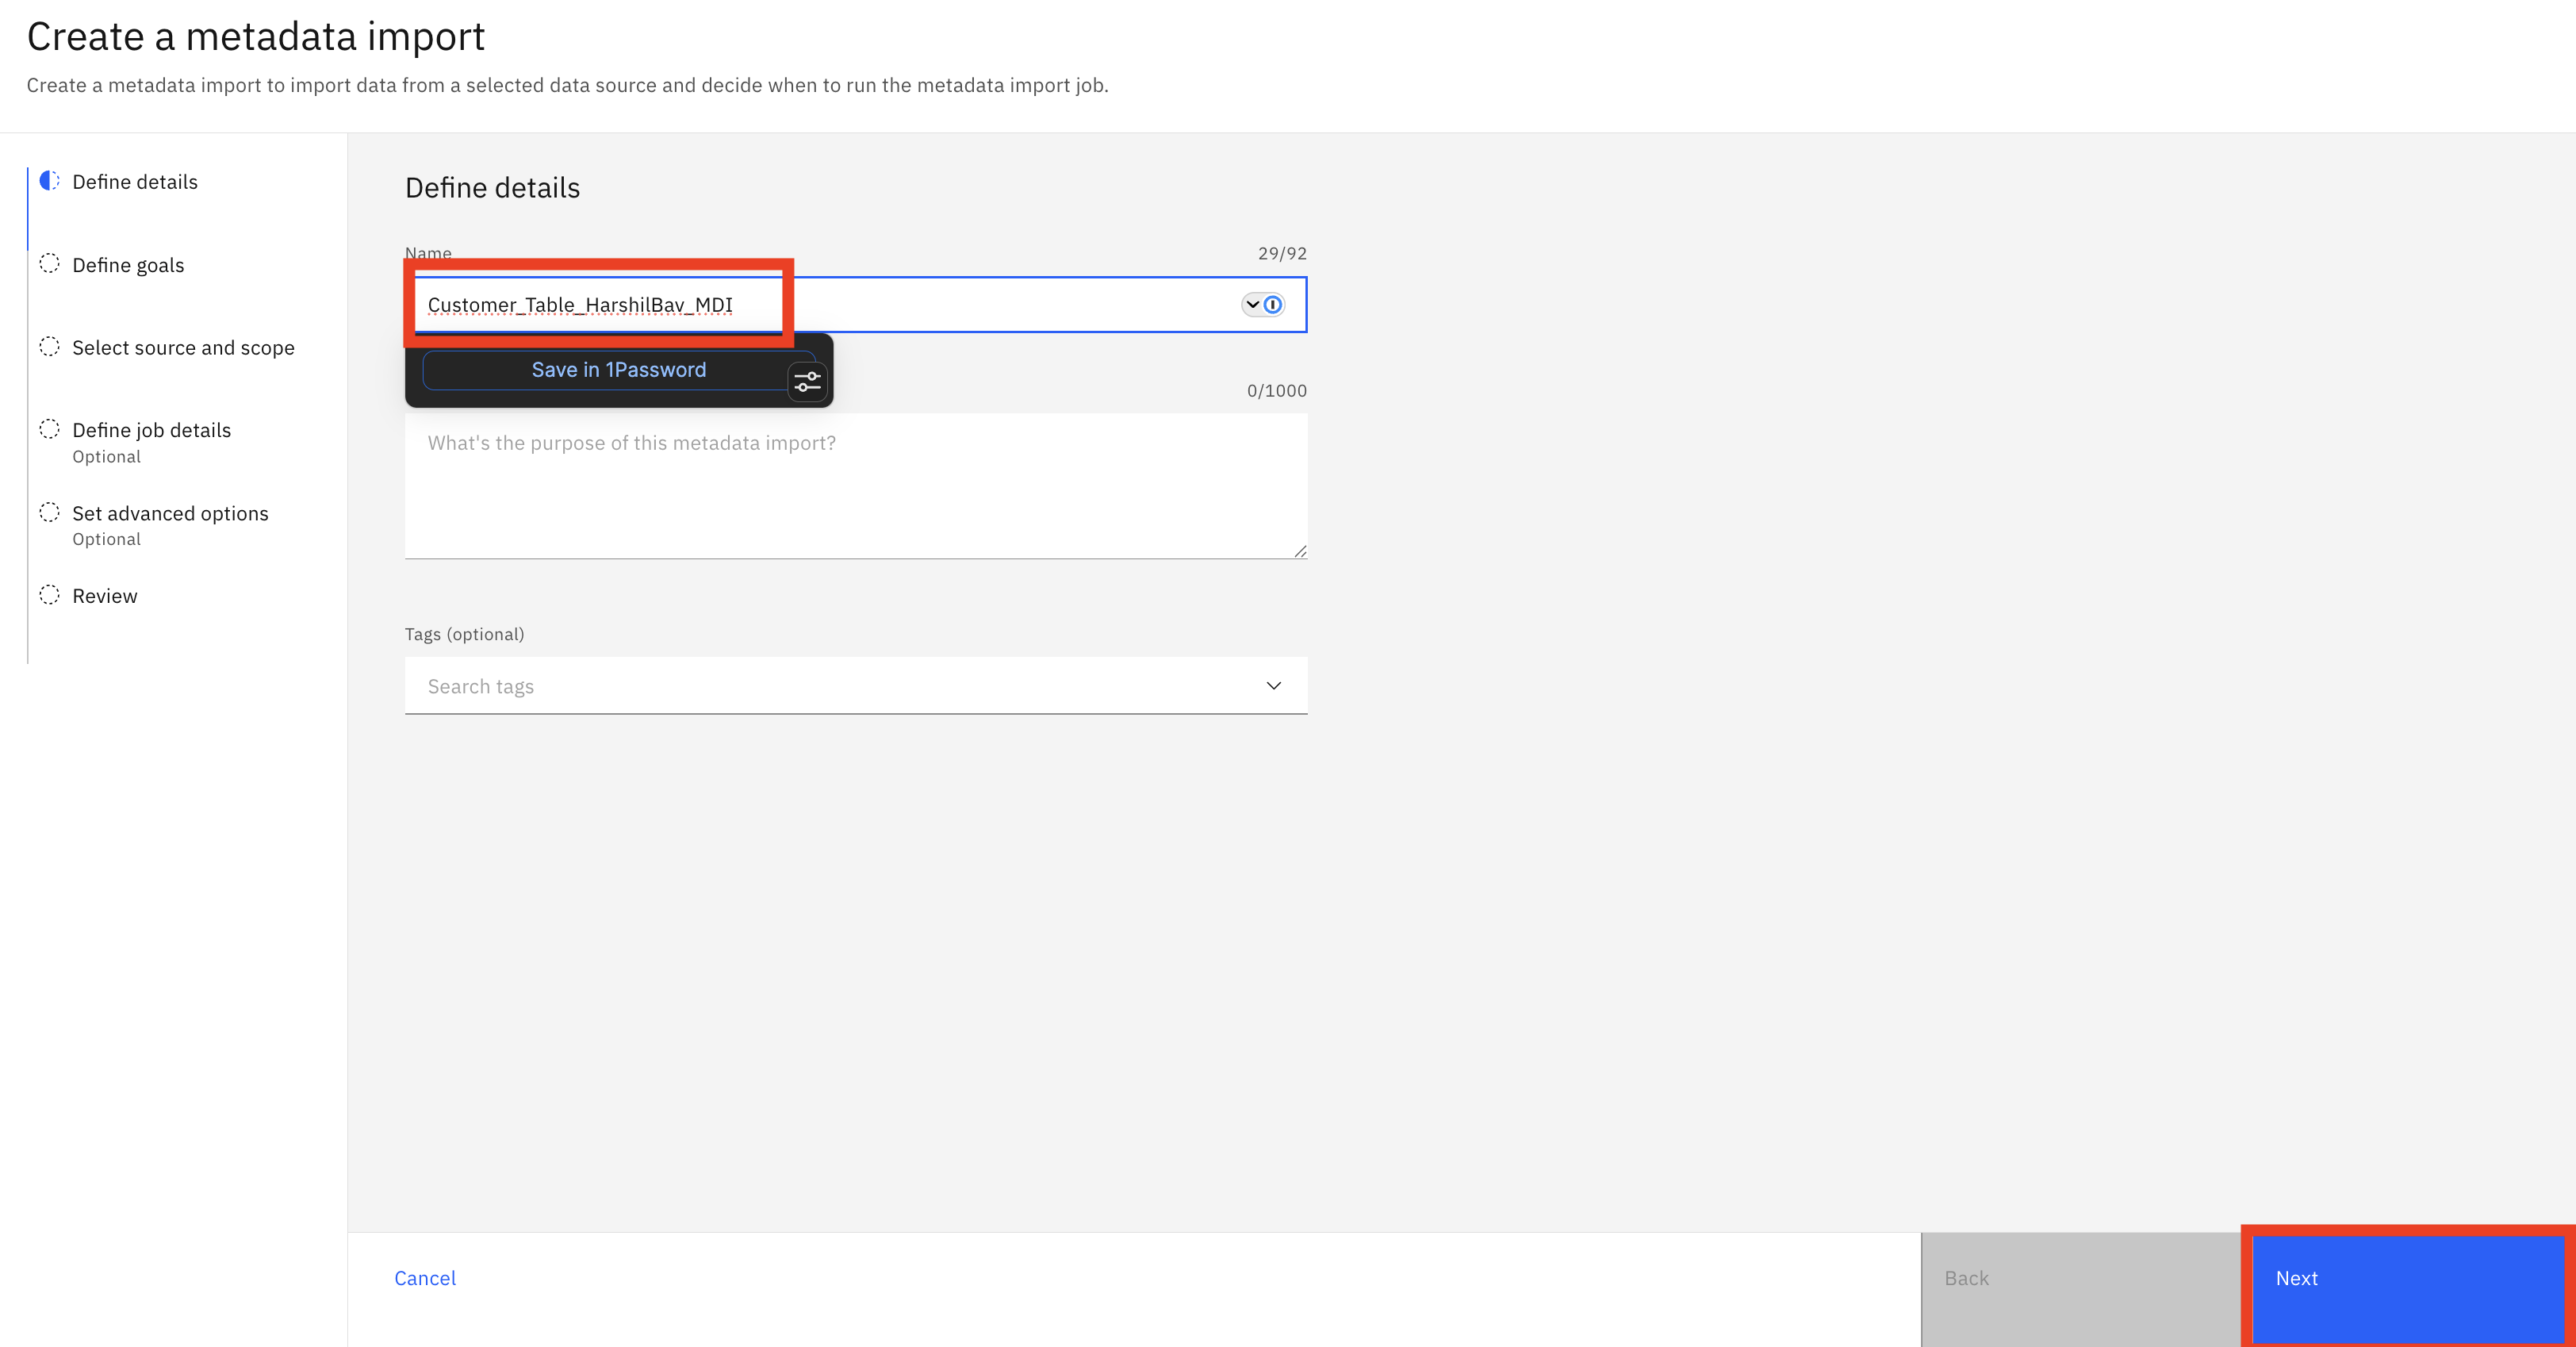 Create a metadata import
Create a metadata import to import data from a selected data source and decide when to run the metadata import job.
Define details
Define goals
Select source and scope
Define job details
Optional
Set advanced options
Optional
Review
Define details
Name
29/92
Customer_Table_HarshilBav_MDI
Save in 1Password
0/1000
What's the purpose of this metadata import?
Tags (optional)
Search tags
Cancel
Back
Next